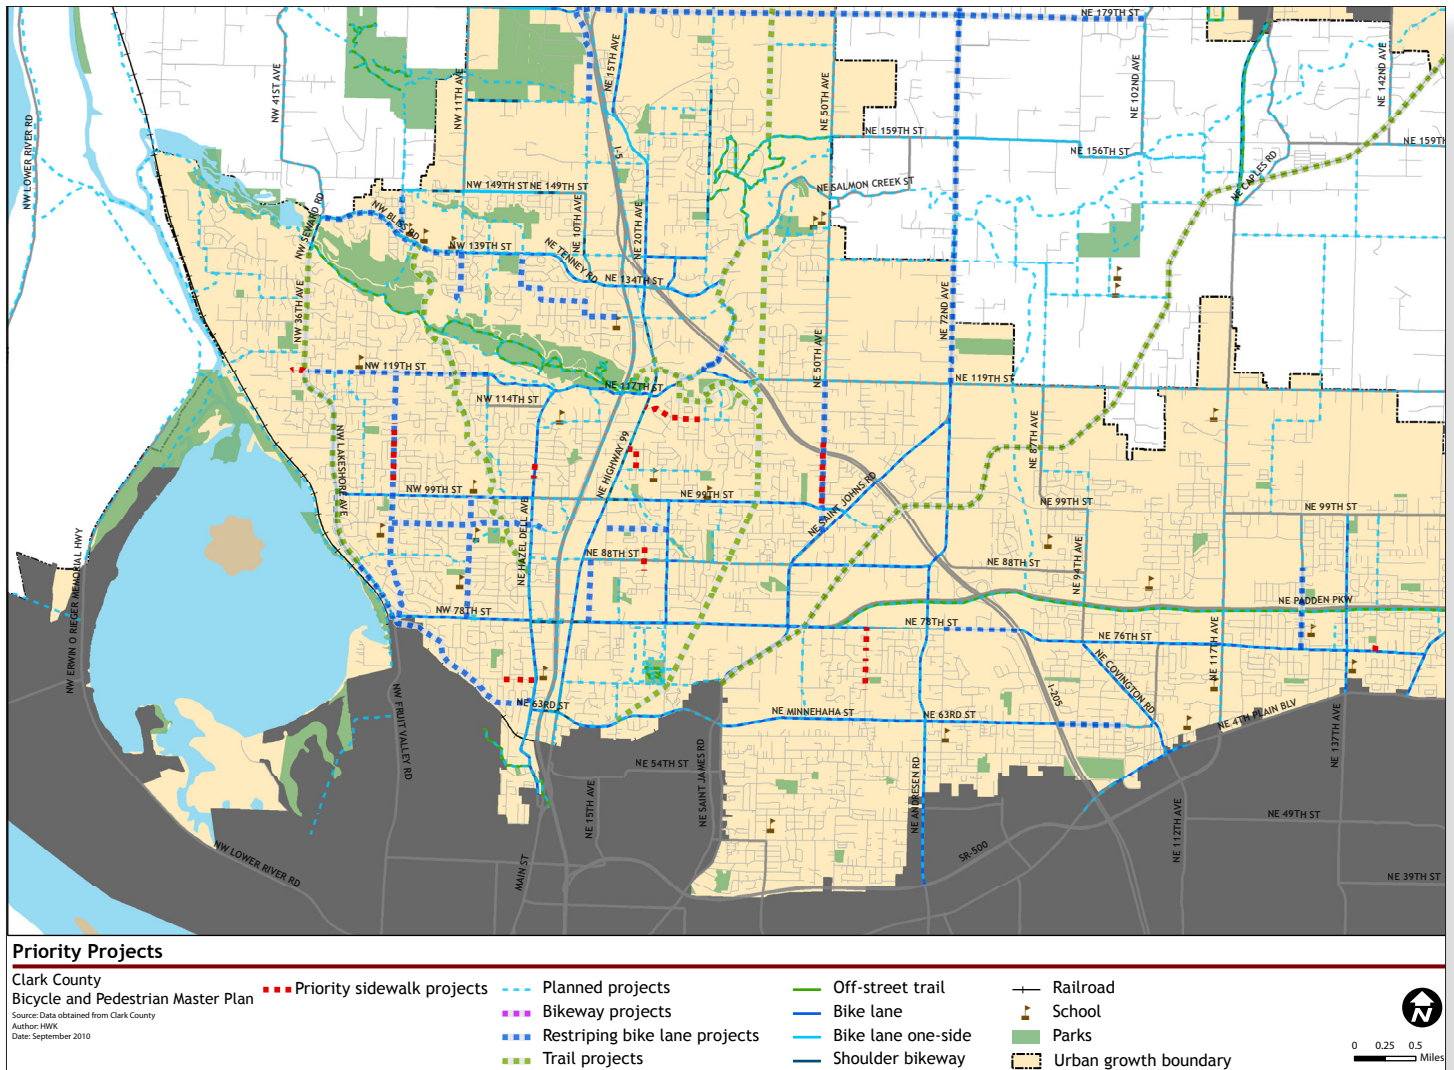 NE 179TH ST
NE 15TH AVE
NW 41ST AVE
NW 11TH AVE
NE 50TH AVE
NE 102ND AVE
NE 142ND AVE
NW LOWER RIVER RD
I-5
NE 159TH ST
NE 156TH ST
NE 159TH
NE CAPLES RD
NW 149TH ST
NE 149TH ST
NE SALMON CREEK ST
NW SEWARD RD
NW BLISS RD
NE 10TH AVE
NE 20TH AVE
NW 139TH ST
NE TENNEY RD
NE 134TH ST
NW 36TH AVE
NE 72ND AVE
NE 50TH AVE
NW 119TH ST
NE 117TH ST
NE 119TH ST
NW 114TH ST
NE 87TH AVE
NW LAKESHORE AVE
NE HIGHWAY 99
NW 99TH ST
NE 99TH ST
NE SAINT JOHNS RD
NE 99TH ST
NE 99TH ST
NE HAZEL DELL AVE
NE 88TH ST
NE 88TH ST
NE 94TH AVE
NW ERWIN O RIEGER MEMORIAL HWY
NE PADDEN PKW
NW 78TH ST
NE 78TH ST
NE 76TH ST
NE 117TH AVE
NE COVINGTON RD
I-205
NE 63RD ST
NE MINNEHAHA ST
NE 63RD ST
NE 4TH PLAIN BLV
NW FRUIT VALLEY RD
NE 137TH AVE
NE 54TH ST
NE SAINT JAMES RD
NE 15TH AVE
NE ANDRESEN RD
NE 112TH AVE
NE 49TH ST
SR-500
NW LOWER RIVER RD
MAIN ST
NE 39TH ST
Priority Projects
Clark County
Bicycle and Pedestrian Master Plan
Source: Data obtained from Clark County
Author: HWK
Date: September 2010
Priority sidewalk projects
Planned projects
Bikeway projects
Restriping bike lane projects
Trail projects
Off-street trail
Bike lane
Bike lane one-side
Shoulder bikeway
Railroad
School
Parks
Urban growth boundary
N
0 0.25 0.5
Miles